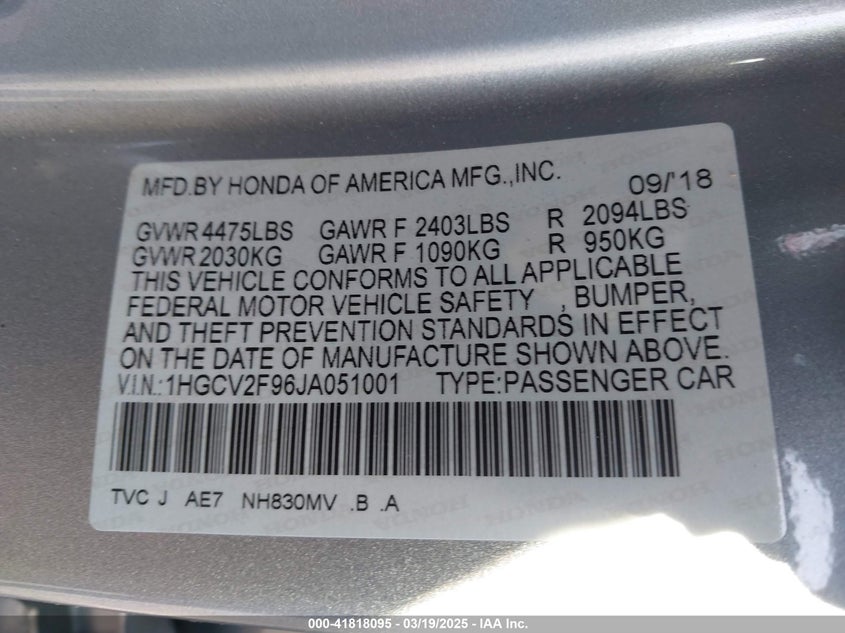 MFD.BY HONDA OF AMERICA MFG.,INC. 09/'18
GVWR 4475LBS GAWR F 2403LBS R 2094LBS
GVWR 2030KG GAWR F 1090KG R 950KG
THIS VEHICLE CONFORMS TO ALL APPLICABLE
FEDERAL MOTOR VEHICLE SAFETY , BUMPER,
AND THEFT PREVENTION STANDARDS IN EFFECT
ON THE DATE OF MANUFACTURE SHOWN ABOVE.
V.I.N.:1HGCV2F96JA051001 TYPE:PASSENGER CAR
TVC J AE7 NH830MV .B .A
000-41818095 - 03/19/2025 - IAA Inc.